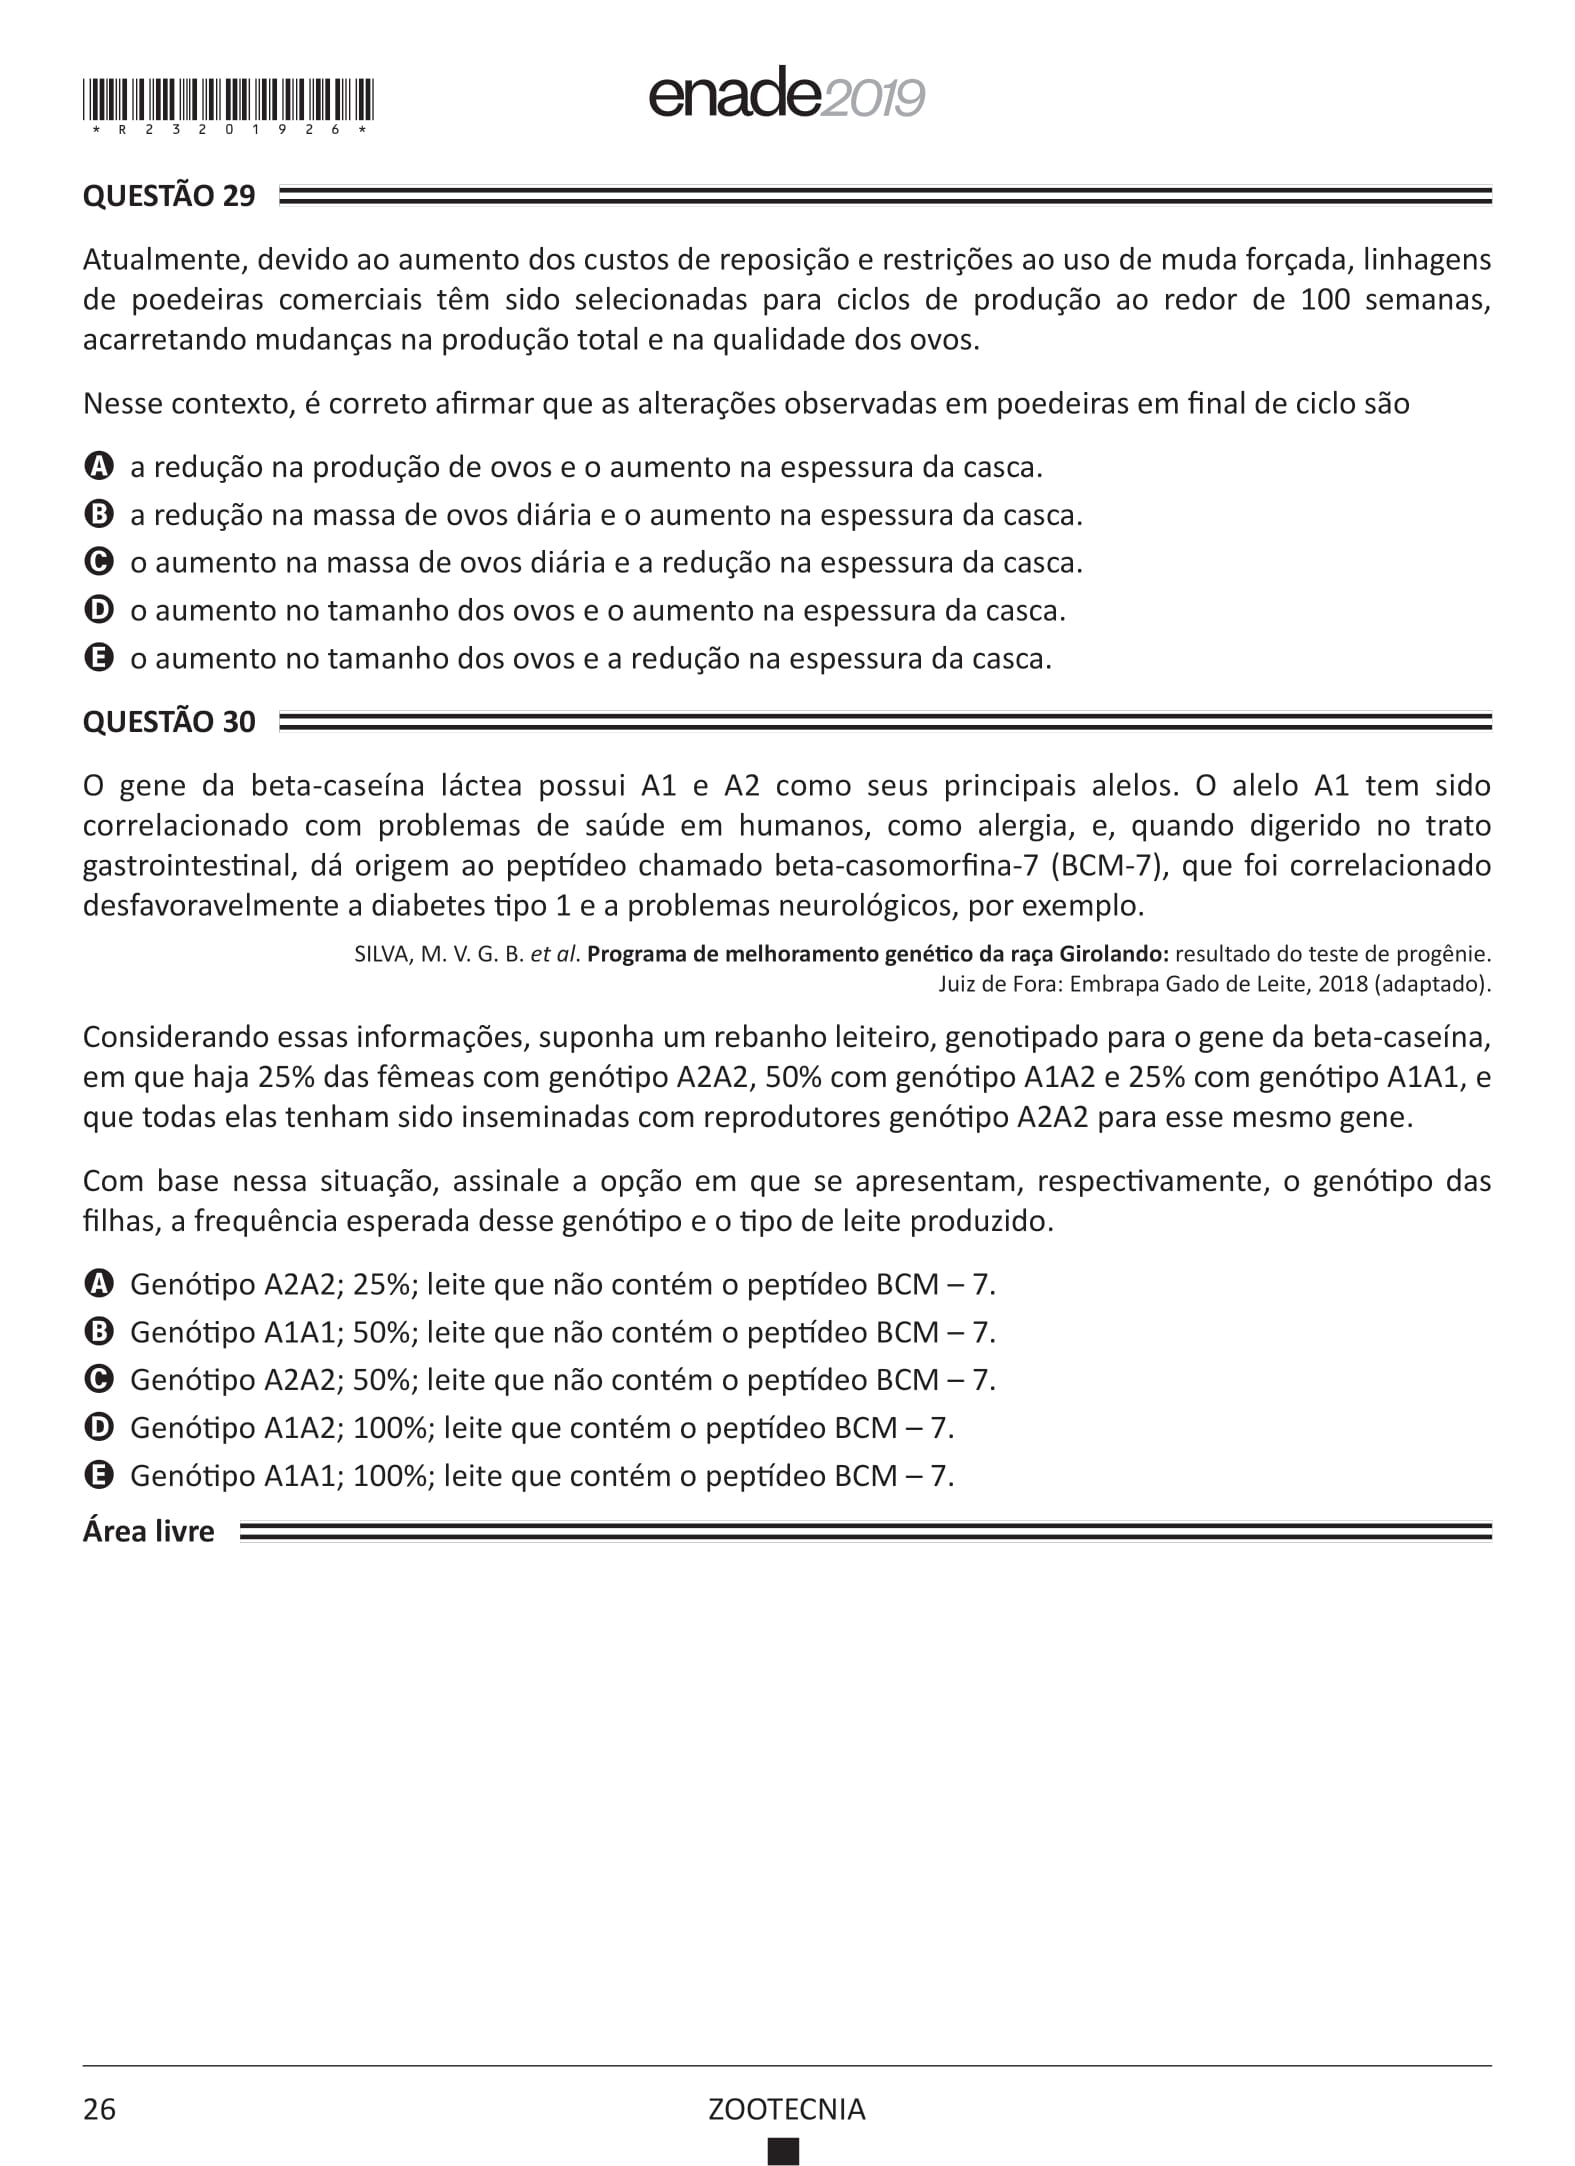 *R23201926*
enade2019
QUESTÃO 29
Atualmente, devido ao aumento dos custos de reposição e restrições ao uso de muda forçada, linhagens
de poedeiras comerciais têm sido selecionadas para ciclos de produção ao redor de 100 semanas,
acarretando mudanças na produção total e na qualidade dos ovos.
Nesse contexto, é correto afirmar que as alterações observadas em poedeiras em final de ciclo são
A a redução na produção de ovos e o aumento na espessura da casca.
B a redução na massa de ovos diária e o aumento na espessura da casca.
C o aumento na massa de ovos diária e a redução na espessura da casca.
D o aumento no tamanho dos ovos e o aumento na espessura da casca.
E o aumento no tamanho dos ovos e a redução na espessura da casca.
QUESTÃO 30
O gene da beta-caseína láctea possui A1 e A2 como seus principais alelos. O alelo A1 tem sido
correlacionado com problemas de saúde em humanos, como alergia, e, quando digerido no trato
gastrointestinal, dá origem ao peptídeo chamado beta-casomorfina-7 (BCM-7), que foi correlacionado
desfavoravelmente a diabetes tipo 1 e a problemas neurológicos, por exemplo.
SILVA, M. V. G. B. et al. Programa de melhoramento genético da raça Girolando: resultado do teste de progênie.
Juiz de Fora: Embrapa Gado de Leite, 2018 (adaptado).
Considerando essas informações, suponha um rebanho leiteiro, genotipado para o gene da beta-caseína,
em que haja 25% das fêmeas com genótipo A2A2, 50% com genótipo A1A2 e 25% com genótipo A1A1, e
que todas elas tenham sido inseminadas com reprodutores genótipo A2A2 para esse mesmo gene.
Com base nessa situação, assinale a opção em que se apresentam, respectivamente, o genótipo das
filhas, a frequência esperada desse genótipo e o tipo de leite produzido.
A Genótipo A2A2; 25%; leite que não contém o peptídeo BCM – 7.
B Genótipo A1A1; 50%; leite que não contém o peptídeo BCM – 7.
C Genótipo A2A2; 50%; leite que não contém o peptídeo BCM – 7.
D Genótipo A1A2; 100%; leite que contém o peptídeo BCM – 7.
E Genótipo A1A1; 100%; leite que contém o peptídeo BCM – 7.
Área livre
26
ZOOTECNIA